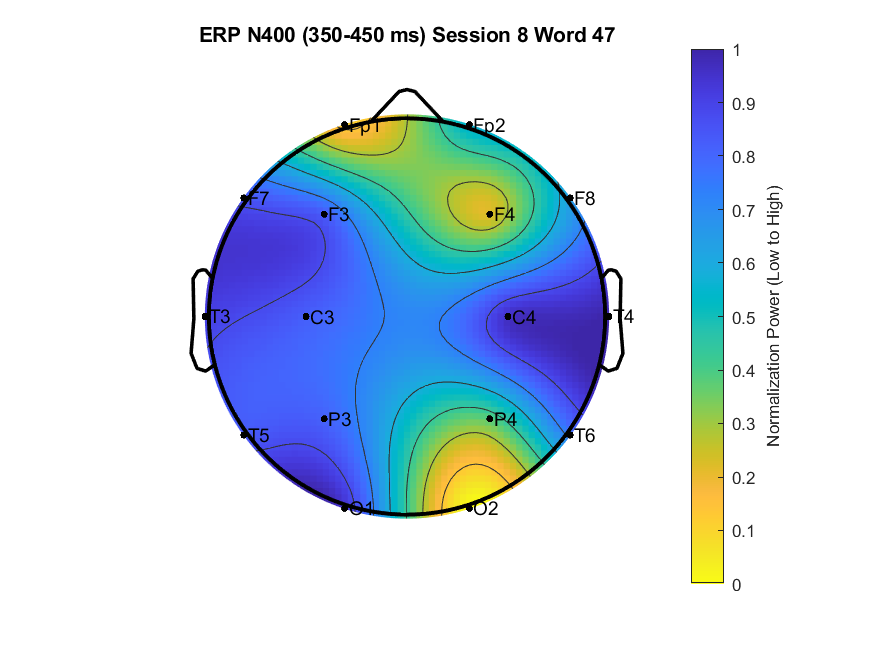 ERP N400 (350-450 ms) Session 8 Word 47
Fp1
Fp2
F7
F3
F4
F8
T3
C3
C4
T4
T5
P3
P4
T6
O1
O2
1
0.9
0.8
0.7
0.6
0.5
0.4
0.3
0.2
0.1
0
Normalization Power (Low to High)